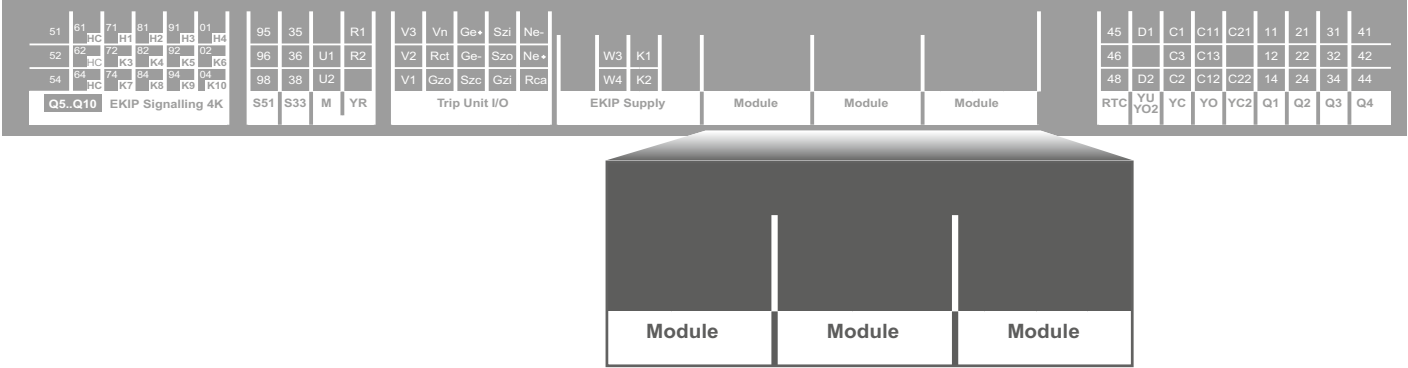 51 61 HC 71 H1 81 H2 91 H3 01 H4 95 35 R1 V3 Vn Ge◆ Szi Ne- 45 D1 C1 C11 C21 11 21 31 41
52 62 HC 72 K3 82 K4 92 K5 02 K6 96 36 U1 R2 V2 Rct Ge- Szo Ne◆ W3 K1 46 C3 C13 12 22 32 42
54 64 HC 74 K7 84 K8 94 K9 04 K10 98 38 U2 V1 Gzo Szc Gzi Rca W4 K2 48 D2 C2 C12 C22 14 24 34 44
Q5..Q10 EKIP Signalling 4K S51 S33 M YR Trip Unit I/O EKIP Supply Module Module Module RTC YU YO2 YC YO YC2 Q1 Q2 Q3 Q4
Module Module Module